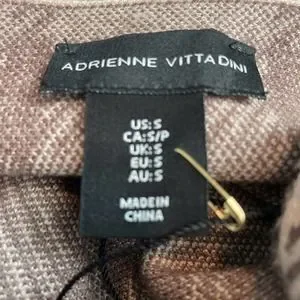 ADRIENNE VITTADINI
US:S
CA:S/P
UK:S
EU:S
AU:S
MADE IN
CHINA